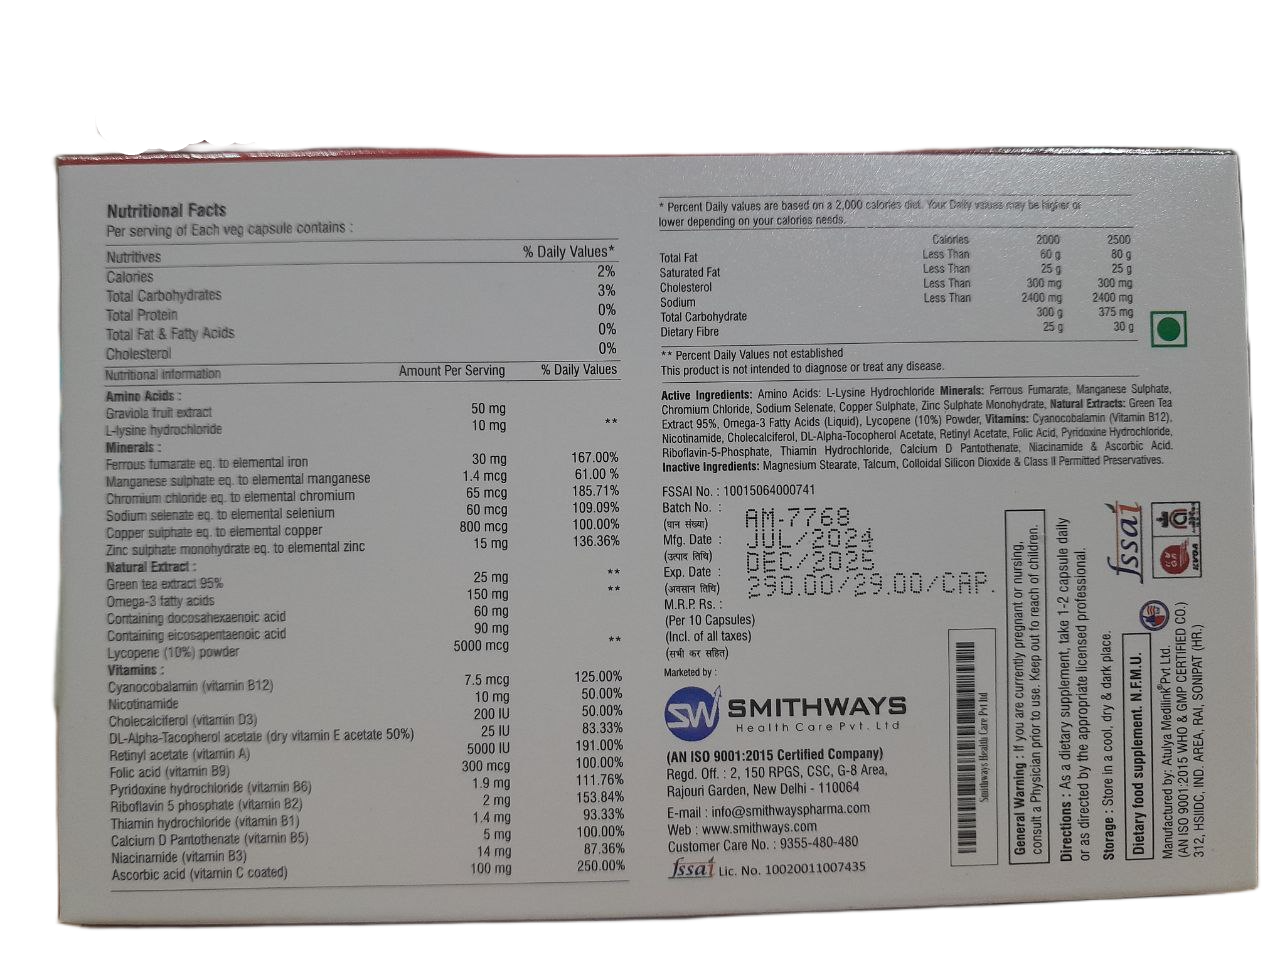 Nutritional Facts
Per serving of Each veg capsule contains :
Nutritives % Daily Values*
Calories 2%
Total Carbohydrates 3%
Total Protein 0%
Total Fat & Fatty Acids 0%
Cholesterol 0%
Nutritional Information Amount Per Serving % Daily Values
Amino Acids :
Graviola fruit extract 50 mg
L-lysine hydrochloride 10 mg **
Minerals :
Ferrous fumarate eq. to elemental iron 30 mg 167.00%
Manganese sulphate eq. to elemental manganese 1.4 mcg 61.00 %
Chromium chloride eq. to elemental chromium 65 mcg 185.71%
Sodium selenate eq. to elemental selenium 60 mcg 109.09%
Copper sulphate eq. to elemental copper 800 mcg 100.00%
Zinc sulphate monohydrate eq. to elemental zinc 15 mg 136.36%
Natural Extract :
Green tea extract 95% 25 mg **
Omega-3 fatty acids 150 mg **
Containing docosahexaenoic acid 60 mg
Containing eicosapentaenoic acid 90 mg
Lycopene (10%) powder 5000 mcg **
Vitamins :
Cyanocobalamin (vitamin B12) 7.5 mcg 125.00%
Nicotinamide 10 mg 50.00%
Cholecalciferol (vitamin D3) 200 IU 50.00%
DL-Alpha-Tacopherol acetate (dry vitamin E acetate 50%) 25 IU 83.33%
Retinyl acetate (vitamin A) 5000 IU 191.00%
Folic acid (vitamin B9) 300 mcg 100.00%
Pyridoxine hydrochloride (vitamin B6) 1.9 mg 111.76%
Riboflavin 5 phosphate (vitamin B2) 2 mg 153.84%
Thiamin hydrochloride (vitamin B1) 1.4 mg 93.33%
Calcium D Pantothenate (vitamin B5) 5 mg 100.00%
Niacinamide (vitamin B3) 14 mg 87.36%
Ascorbic acid (vitamin C coated) 100 mg 250.00%
* Percent Daily values are based on a 2,000 calories diet. Your Daily values may be higher or
lower depending on your calories needs.
Calories 2000 2500
Total Fat Less Than 60 g 80 g
Saturated Fat Less Than 25 g 25 g
Cholesterol Less Than 300 mg 300 mg
Sodium Less Than 2400 mg 2400 mg
Total Carbohydrate 300 g 375 mg
Dietary Fibre 25 g 30 g
** Percent Daily Values not established
This product is not intended to diagnose or treat any disease.
Active Ingredients: Amino Acids: L-Lysine Hydrochloride Minerals: Ferrous Fumarate, Manganese Sulphate,
Chromium Chloride, Sodium Selenate, Copper Sulphate, Zinc Sulphate Monohydrate, Natural Extracts: Green Tea
Extract 95%, Omega-3 Fatty Acids (Liquid), Lycopene (10%) Powder, Vitamins: Cyanocobalamin (Vitamin B12),
Nicotinamide, Cholecalciferol, DL-Alpha-Tocopherol Acetate, Retinyl Acetate, Folic Acid, Pyridoxine Hydrochloride,
Riboflavin-5-Phosphate, Thiamin Hydrochloride, Calcium D Pantothenate, Niacinamide & Ascorbic Acid.
Inactive Ingredients: Magnesium Stearate, Talcum, Colloidal Silicon Dioxide & Class II Permitted Preservatives.
FSSAI No. : 10015064000741
Batch No. : AM-7768
(घान संख्या)
Mfg. Date : JUL/2024
(उत्पाद तिथि)
Exp. Date : DEC/2025
(अवसान तिथि)
M.R.P. Rs. : 290.00/29.00/CAP.
(Per 10 Capsules)
(Incl. of all taxes)
(सभी कर सहित)
Marketed by :
SW SMITHWAYS
Health Care Pvt. Ltd
(AN ISO 9001:2015 Certified Company)
Regd. Off. : 2, 150 RPGS, CSC, G-8 Area,
Rajouri Garden, New Delhi - 110064
E-mail : info@smithwayspharma.com
Web : www.smithways.com
Customer Care No. : 9355-480-480
fssai Lic. No. 10020011007435
Smithways Health Care Pvt ltd
General Warning : If you are currently pregnant or nursing,
consult a Physician prior to use. Keep out fo reach of children.
Directions : As a dietary supplement, take 1-2 capsule daily
or as directed by the appropriate licensed professional.
Storage : Store in a cool, dry & dark place.
fssai
Dietary food supplement. N.F.M.U.
Manufactured by: Atulya Medilink Pvt Ltd.
(AN ISO 9001:2015 WHO & GMP CERTIFIED CO.)
312, HSIIDC, IND. AREA, RAI, SONIPAT (HR.)